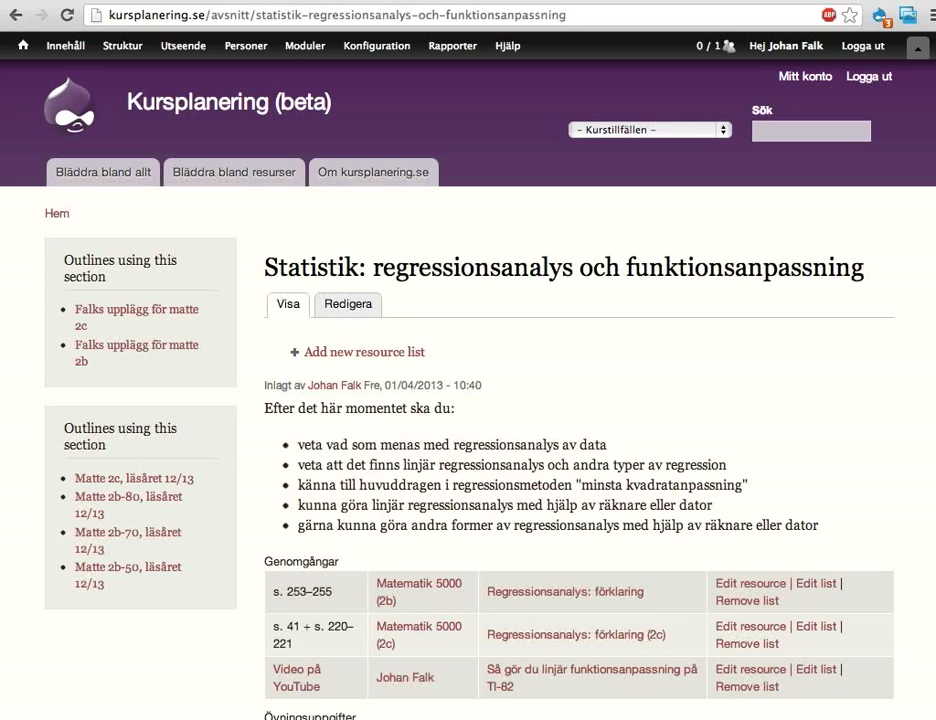 kursplanering.se/avsnitt/statistik-regressionsanalys-och-funktionsanpassning
ABP
3
Innehåll Struktur Utseende Personer Moduler Konfiguration Rapporter Hjälp 0 / 1 Hej Johan Falk Logga ut
Mitt konto Logga ut
Kursplanering (beta)
Sök
– Kurstillfällen –
Bläddra bland allt Bläddra bland resurser Om kursplanering.se
Hem
Outlines using this
section
Falks upplägg för matte
2c
Falks upplägg för matte
2b
Outlines using this
section
Matte 2c, läsåret 12/13
Matte 2b-80, läsåret
12/13
Matte 2b-70, läsåret
12/13
Matte 2b-50, läsåret
12/13
Statistik: regressionsanalys och funktionsanpassning
Visa Redigera
Add new resource list
Inlagt av Johan Falk Fre, 01/04/2013 - 10:40
Efter det här momentet ska du:
veta vad som menas med regressionsanalys av data
veta att det finns linjär regressionsanalys och andra typer av regression
känna till huvuddragen i regressionsmetoden "minsta kvadratanpassning"
kunna göra linjär regressionsanalys med hjälp av räknare eller dator
gärna kunna göra andra former av regressionsanalys med hjälp av räknare eller dator
Genomgångar
s. 253–255 Matematik 5000 (2b) Regressionsanalys: förklaring Edit resource | Edit list | Remove list
s. 41 + s. 220–221 Matematik 5000 (2c) Regressionsanalys: förklaring (2c) Edit resource | Edit list | Remove list
Video på YouTube Johan Falk Så gör du linjär funktionsanpassning på TI-82 Edit resource | Edit list | Remove list
Övningsuppgifter